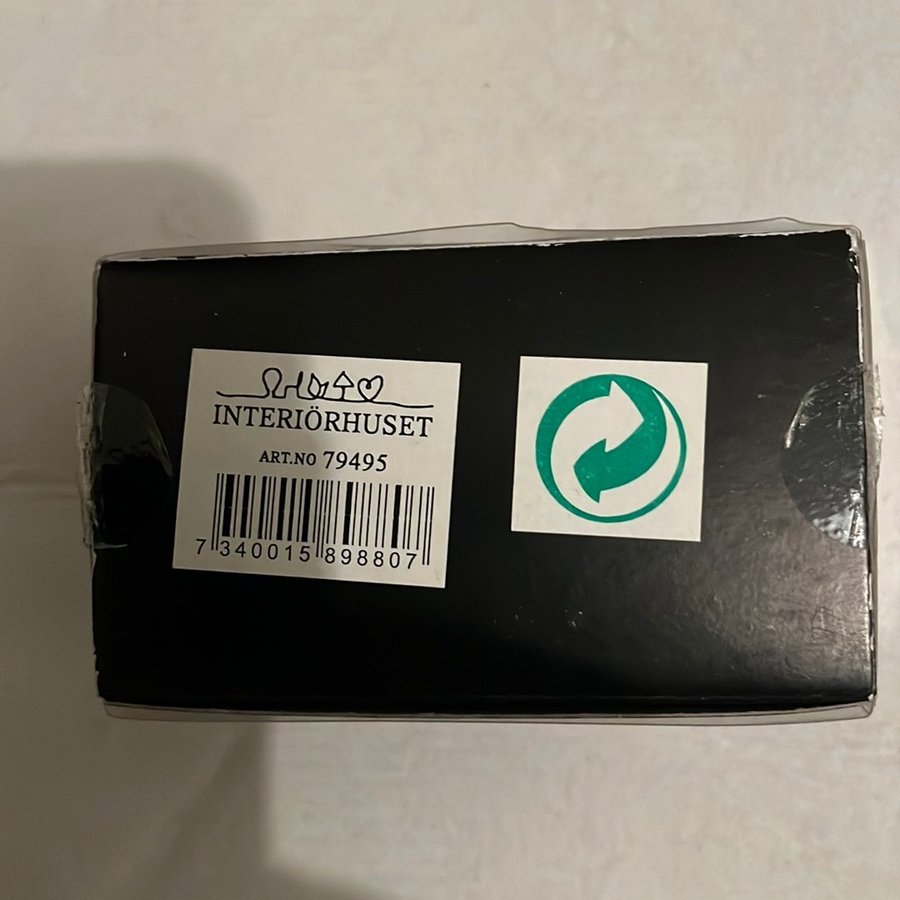 INTERIÖRHUSET
ART.NO 79495
7 340015 898807